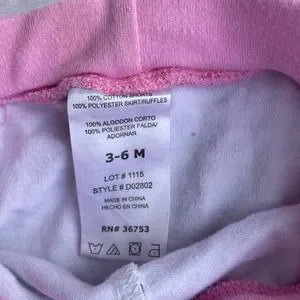 100% COTTON SHORTS
100% POLYESTER SKIRT/RUFFLES
100% ALGODON CORTO
100% POLIESTER FALDA/
ADORNAR
3-6 M
LOT # 1115
STYLE # D02802
MADE IN CHINA
HECHO EN CHINA
RN# 36753